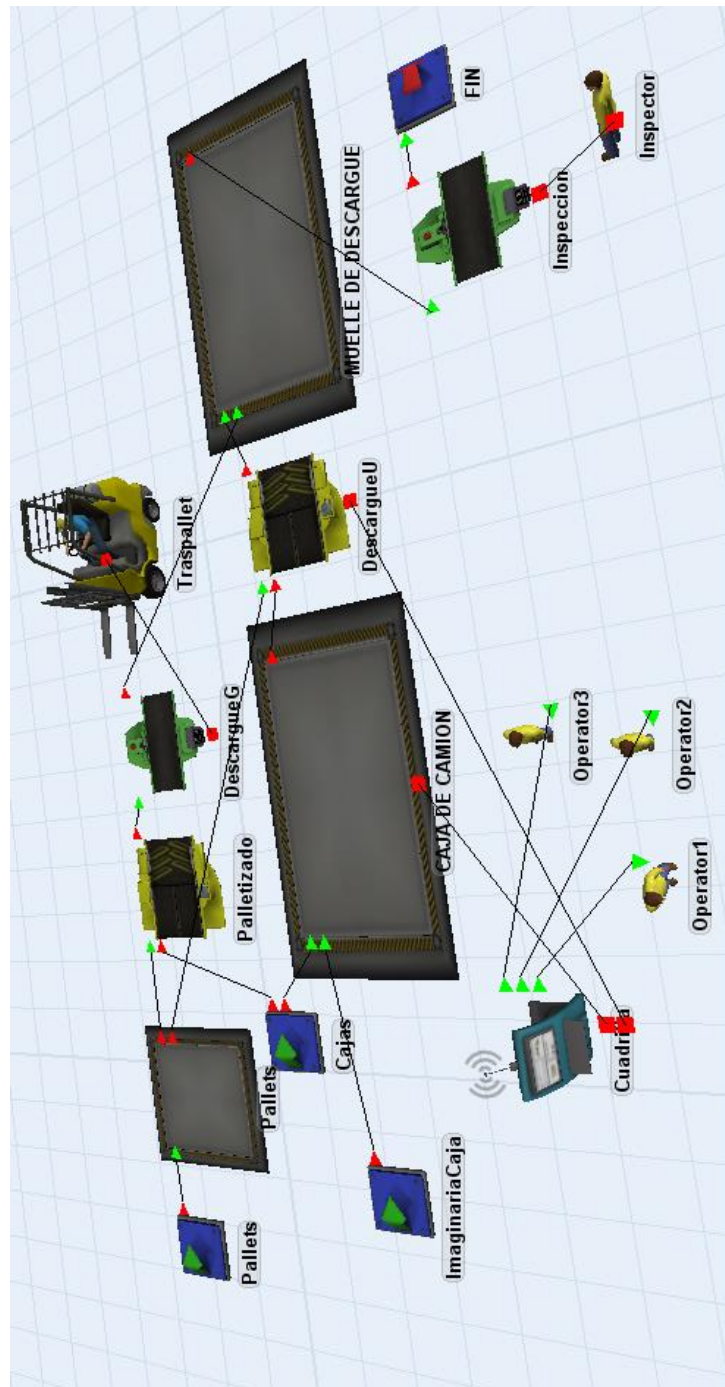 Traspallet
Pallets
Palletizado
DescargueG
Pallets
Cajas
MUELLE DE DESCARGUE
DescargueU
ImaginariaCaja
CAJA DE CAMION
FIN
Inspeccion
Operator3
Cuadrilla
Inspector
Operator2
Operator1